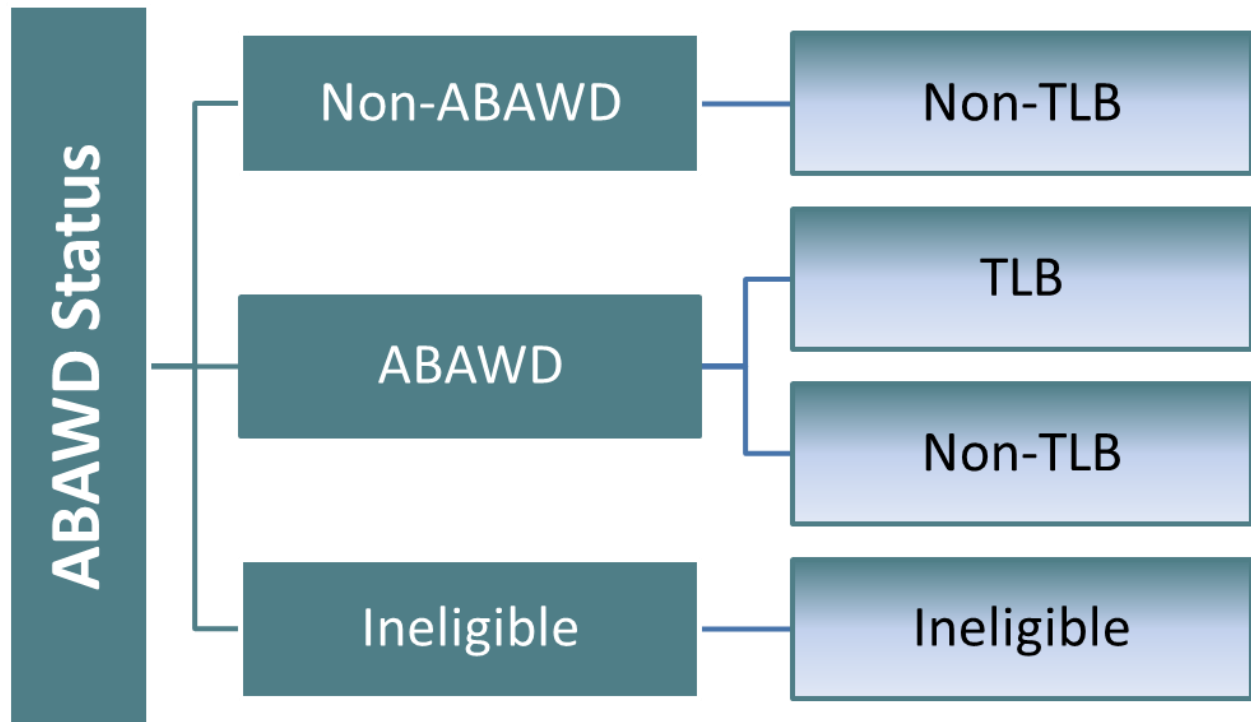 ABAWD Status
Non-ABAWD
Non-TLB
ABAWD
TLB
Non-TLB
Ineligible
Ineligible